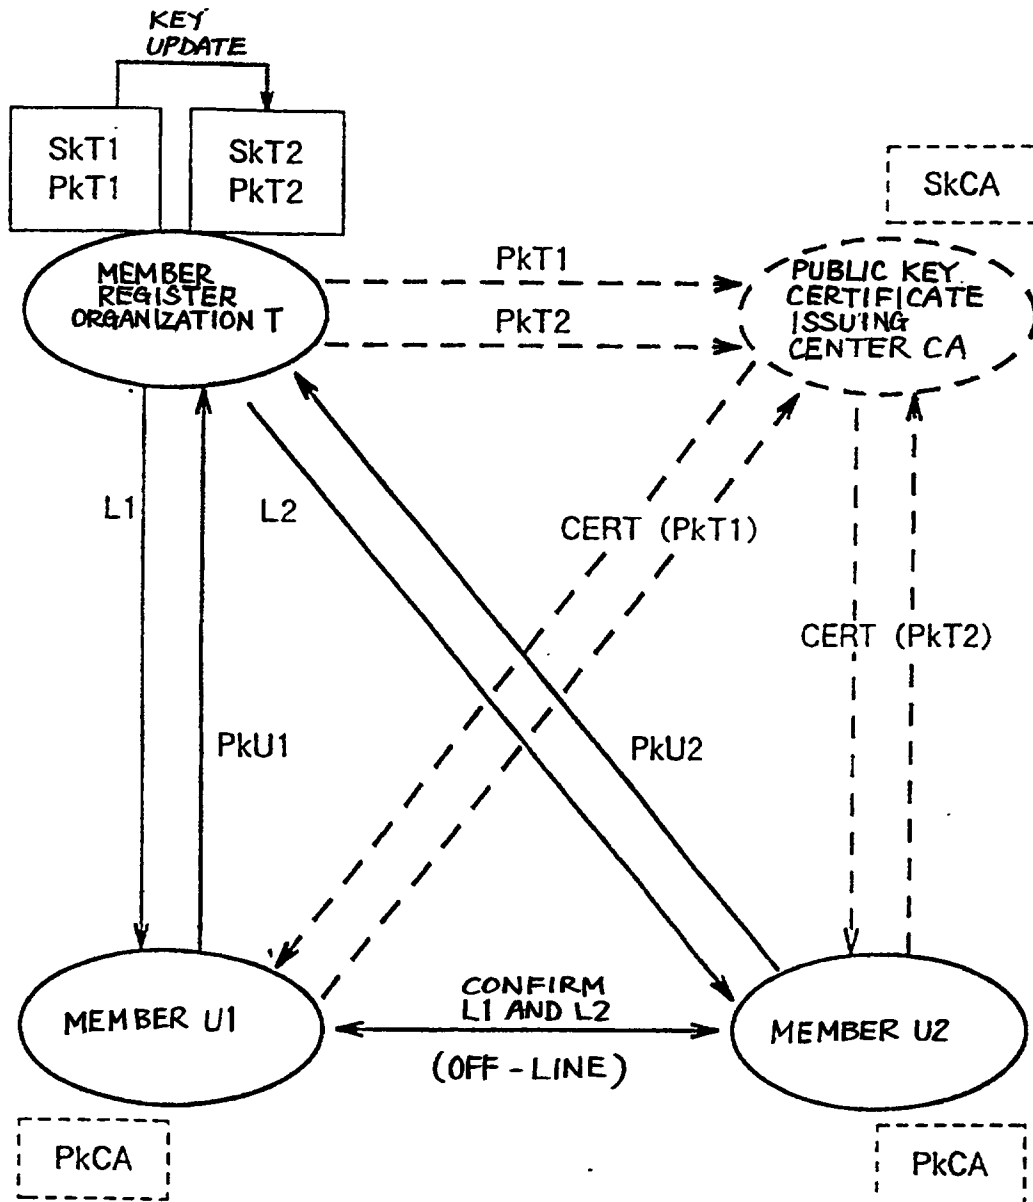 KEY
UPDATE
SkT1
PkT1
SkT2
PkT2
SkCA
MEMBER
REGISTER
ORGANIZATION T
PkT1
PkT2
PUBLIC KEY
CERTIFICATE
ISSUING
CENTER CA
L1
L2
CERT (PkT1)
CERT (PkT2)
PkU1
PkU2
MEMBER U1
CONFIRM
L1 AND L2
(OFF-LINE)
MEMBER U2
PkCA
PkCA